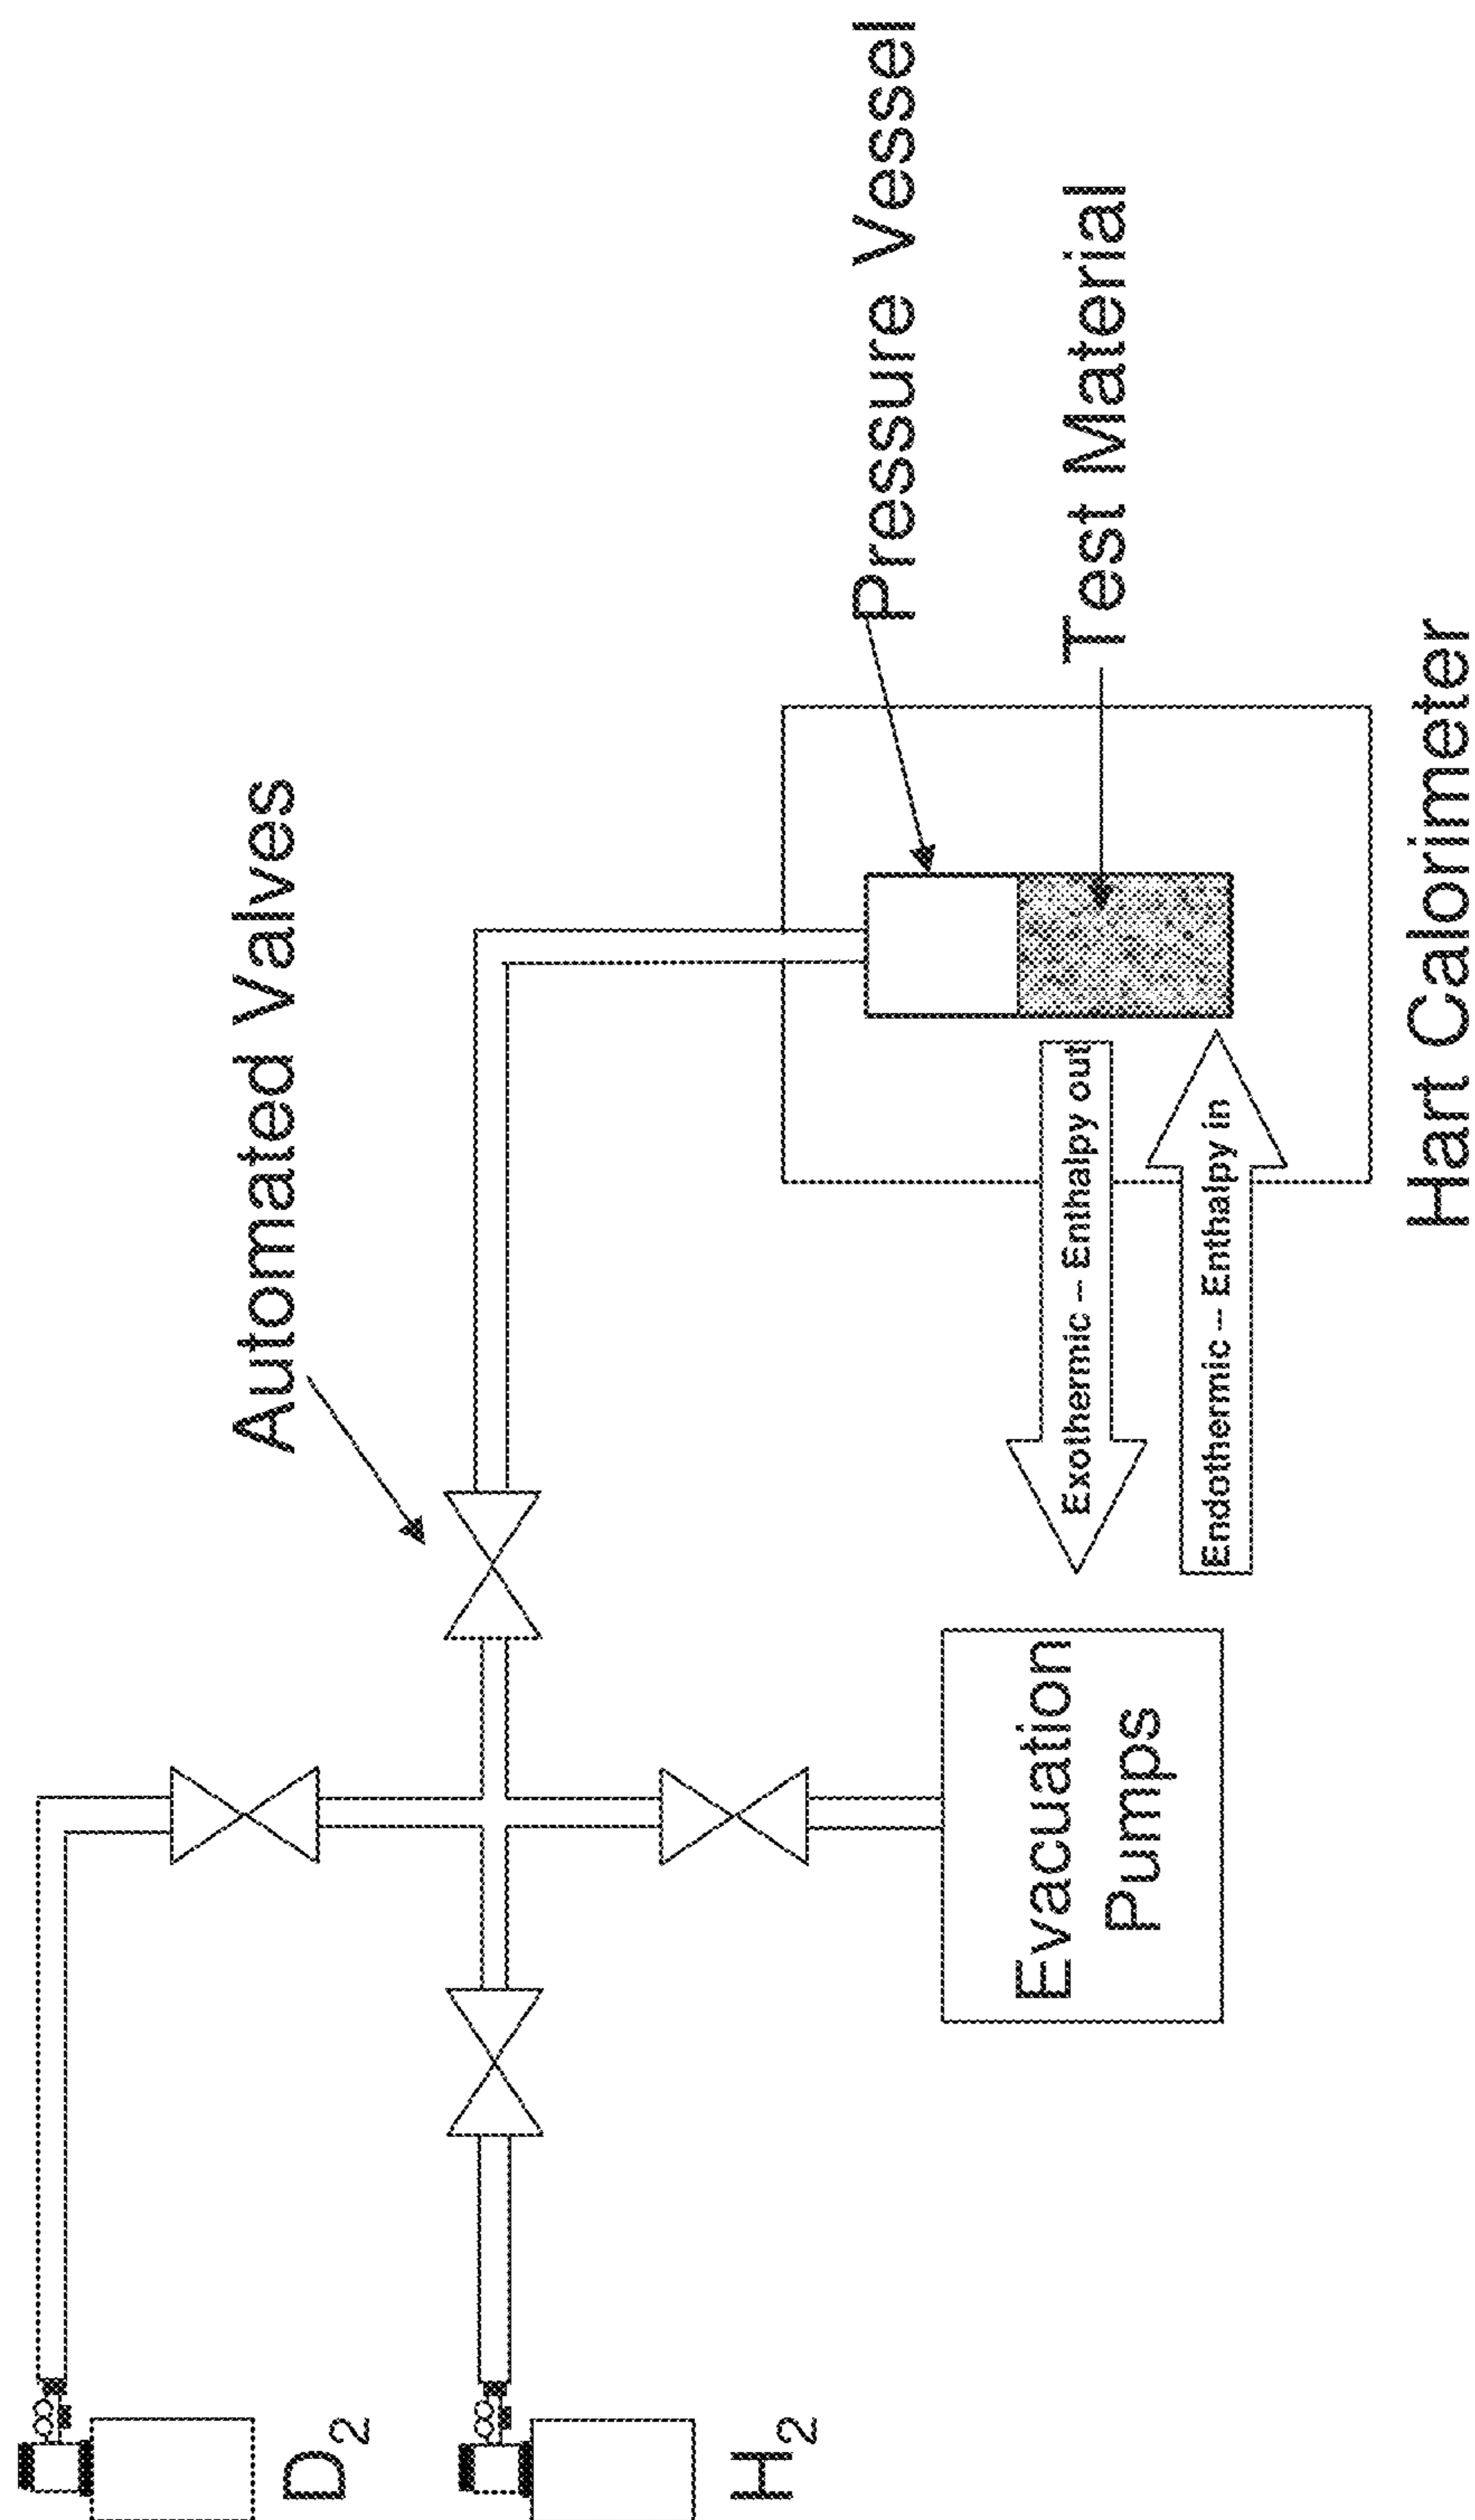 D2
H2
Automated Valves
Evacuation
Pumps
Exothermic – Enthalpy out
Endothermic – Enthalpy in
Pressure Vessel
Test Material
Hart Calorimeter